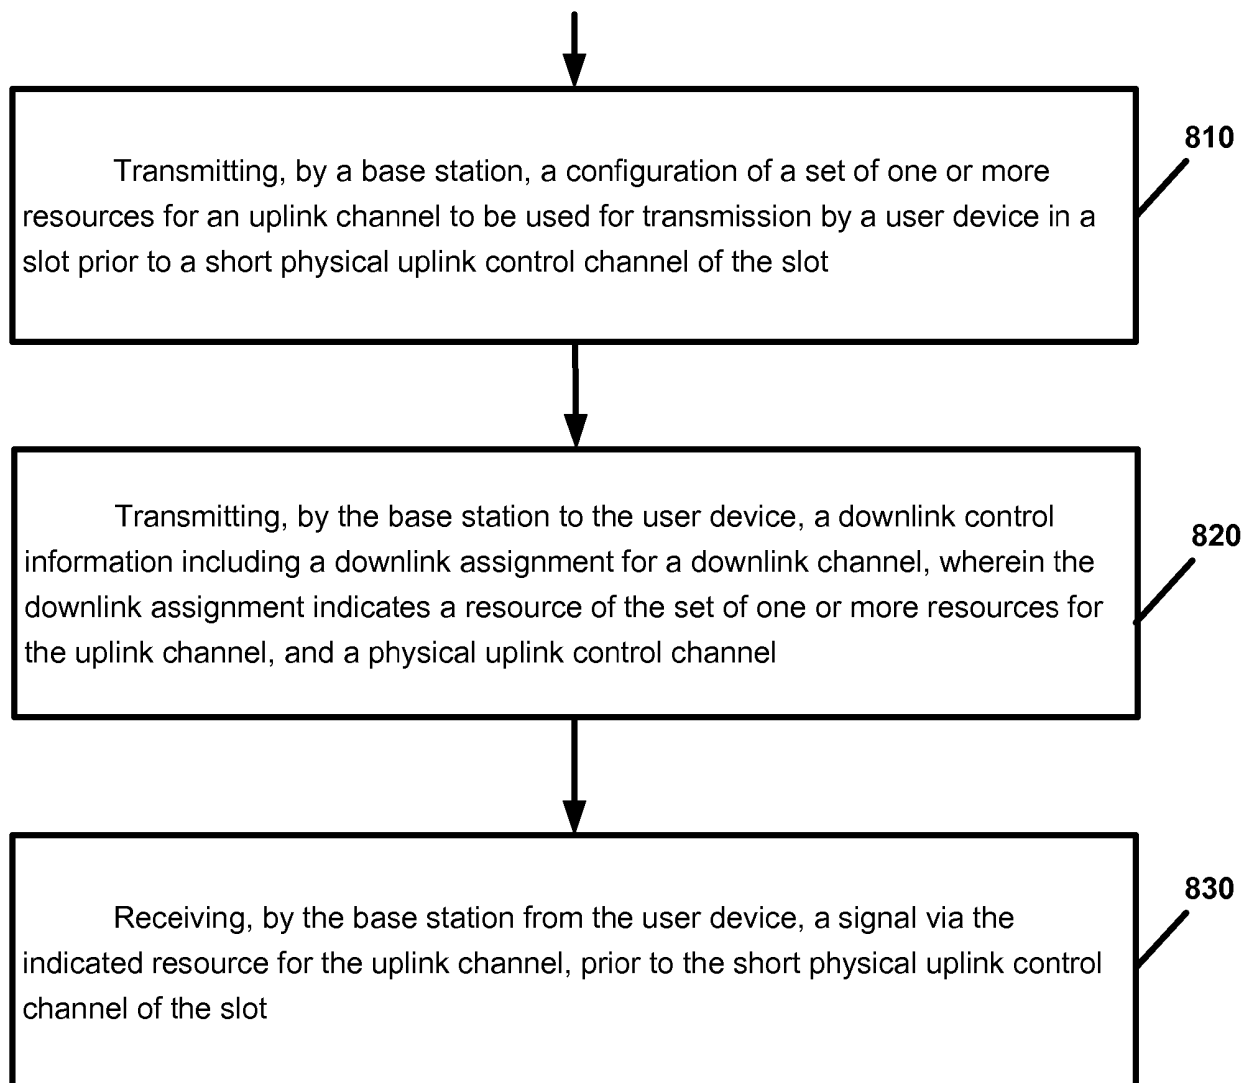 810
Transmitting, by a base station, a configuration of a set of one or more
resources for an uplink channel to be used for transmission by a user device in a
slot prior to a short physical uplink control channel of the slot
820
Transmitting, by the base station to the user device, a downlink control
information including a downlink assignment for a downlink channel, wherein the
downlink assignment indicates a resource of the set of one or more resources for
the uplink channel, and a physical uplink control channel
830
Receiving, by the base station from the user device, a signal via the
indicated resource for the uplink channel, prior to the short physical uplink control
channel of the slot